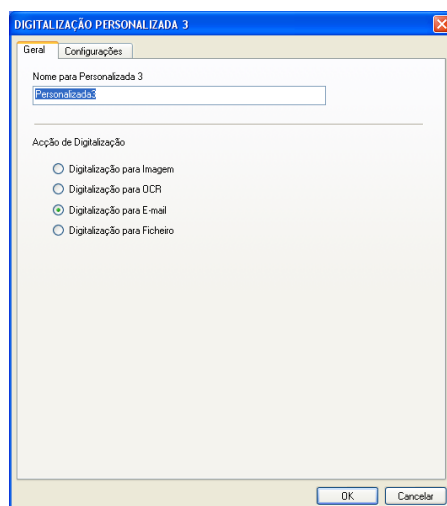 DIGITALIZAÇÃO PERSONALIZADA 3
Geral Configurações
Nome para Personalizada 3
Personalizada3
Acção de Digitalização
Digitalização para Imagem
Digitalização para OCR
Digitalização para E-mail
Digitalização para Ficheiro
OK Cancelar